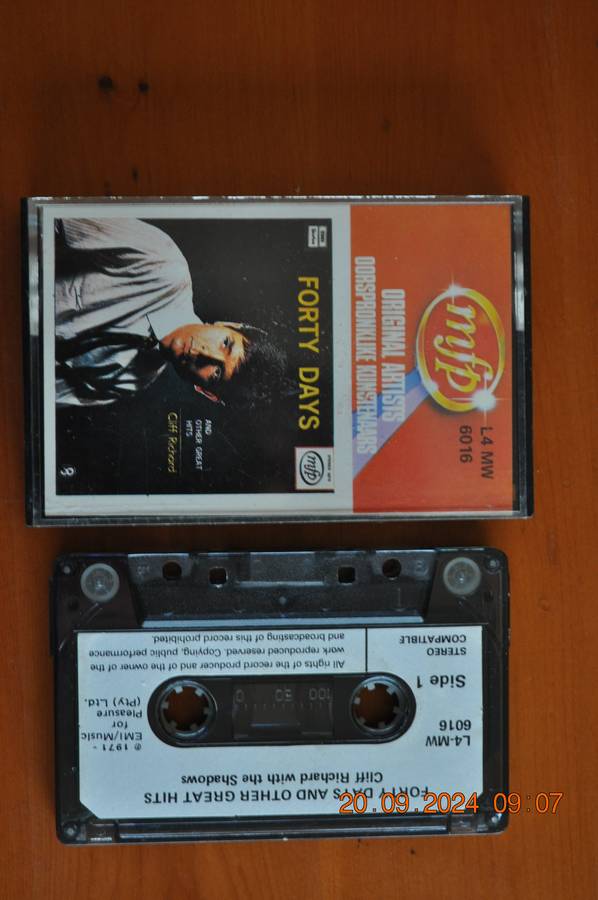 mfp
L4 MW
6016
ORIGINAL ARTISTS
OORSPRONKLIKE KUNSTENAARS
FORTY DAYS
AND
OTHER GREAT
HITS
Cliff Richard
mfp
FORTY DAYS AND OTHER GREAT HITS
Cliff Richard with the Shadows
L4-MW
6016
Side 1
STEREO
COMPATIBLE
℗ 1971 -
EMI/Music
for
Pleasure
(Pty) Ltd.
100 50 0
All rights of the record producer and of the owner of the
work reproduced reserved. Copying, public performance
and broadcasting of this record prohibited.
20.09.2024 09:07